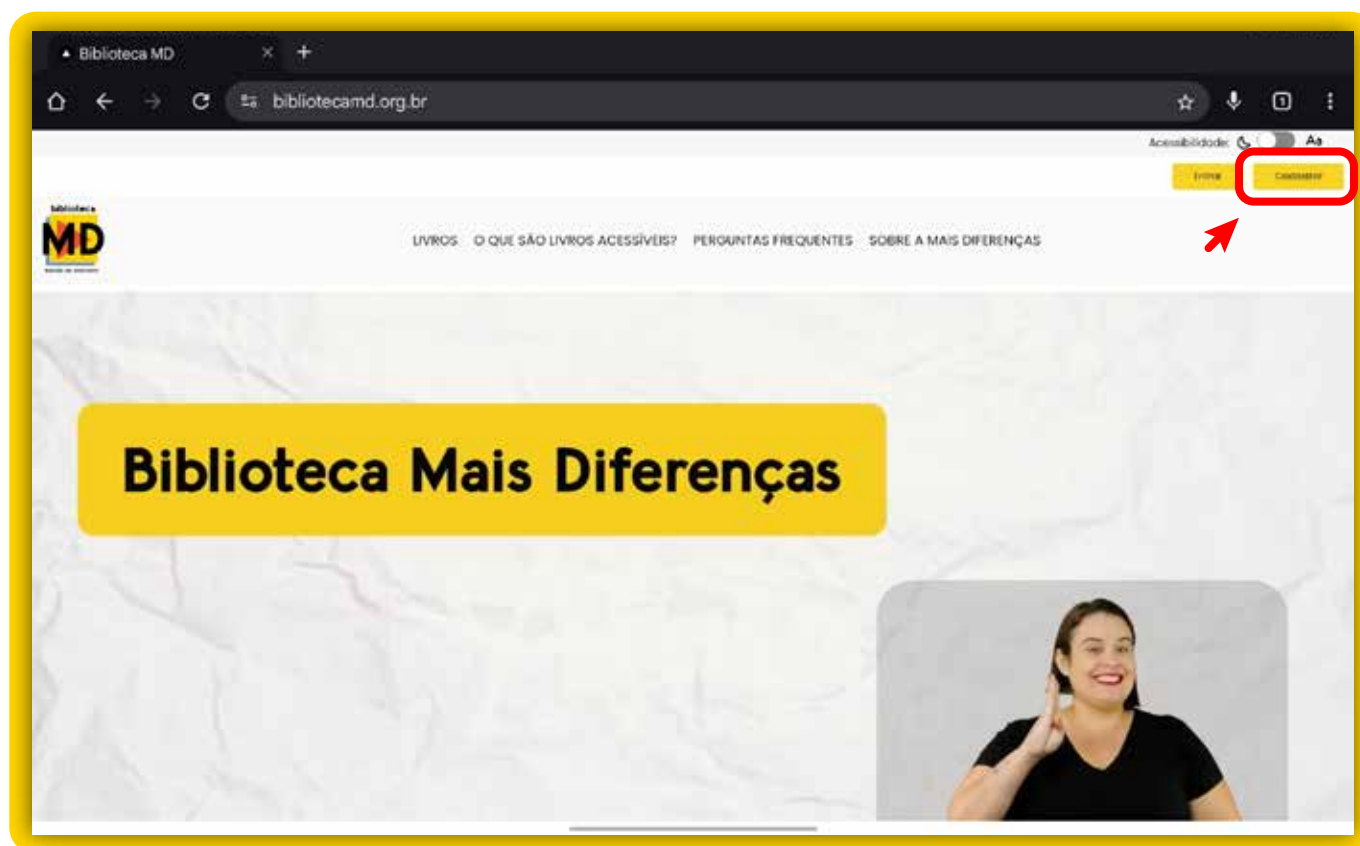 Biblioteca MD
bibliotecamd.org.br
1
Acessibilidade: Aa
Entrar Cadastrar
biblioteca
MD
LIVROS O QUE SÃO LIVROS ACESSÍVEIS? PERGUNTAS FREQUENTES SOBRE A MAIS DIFERENÇAS
Biblioteca Mais Diferenças